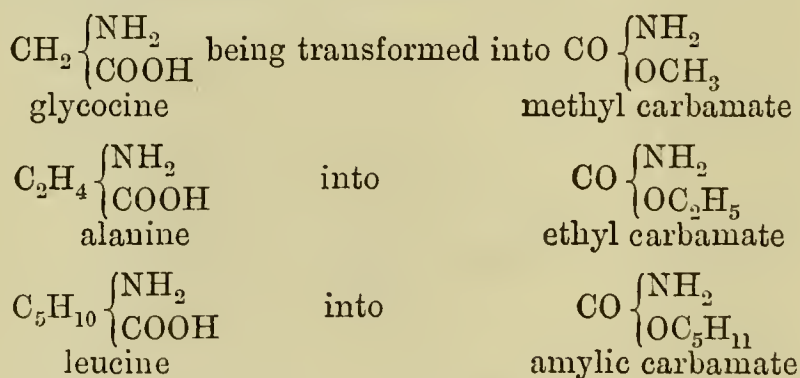 CH₂ { NH₂ COOH being transformed into CO { NH₂ OCH₃
glycocine methyl carbamate
C₂H₄ { NH₂ COOH into CO { NH₂ OC₂H₅
alanine ethyl carbamate
C₅H₁₀ { NH₂ COOH into CO { NH₂ OC₅H₁₁
leucine amylic carbamate